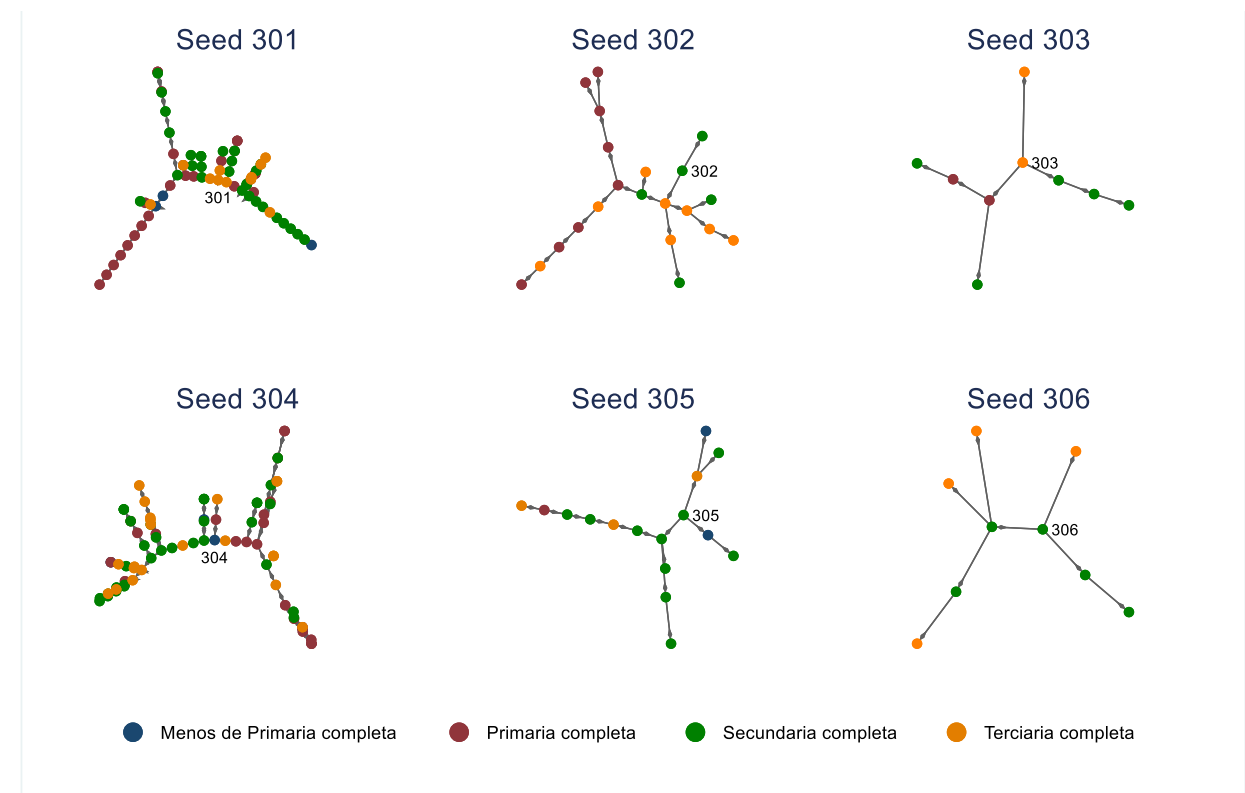 Seed 301 Seed 302 Seed 303
302
303
301
Seed 304 Seed 305 Seed 306
305
306
304
Menos de Primaria completa Primaria completa Secundaria completa Terciaria completa